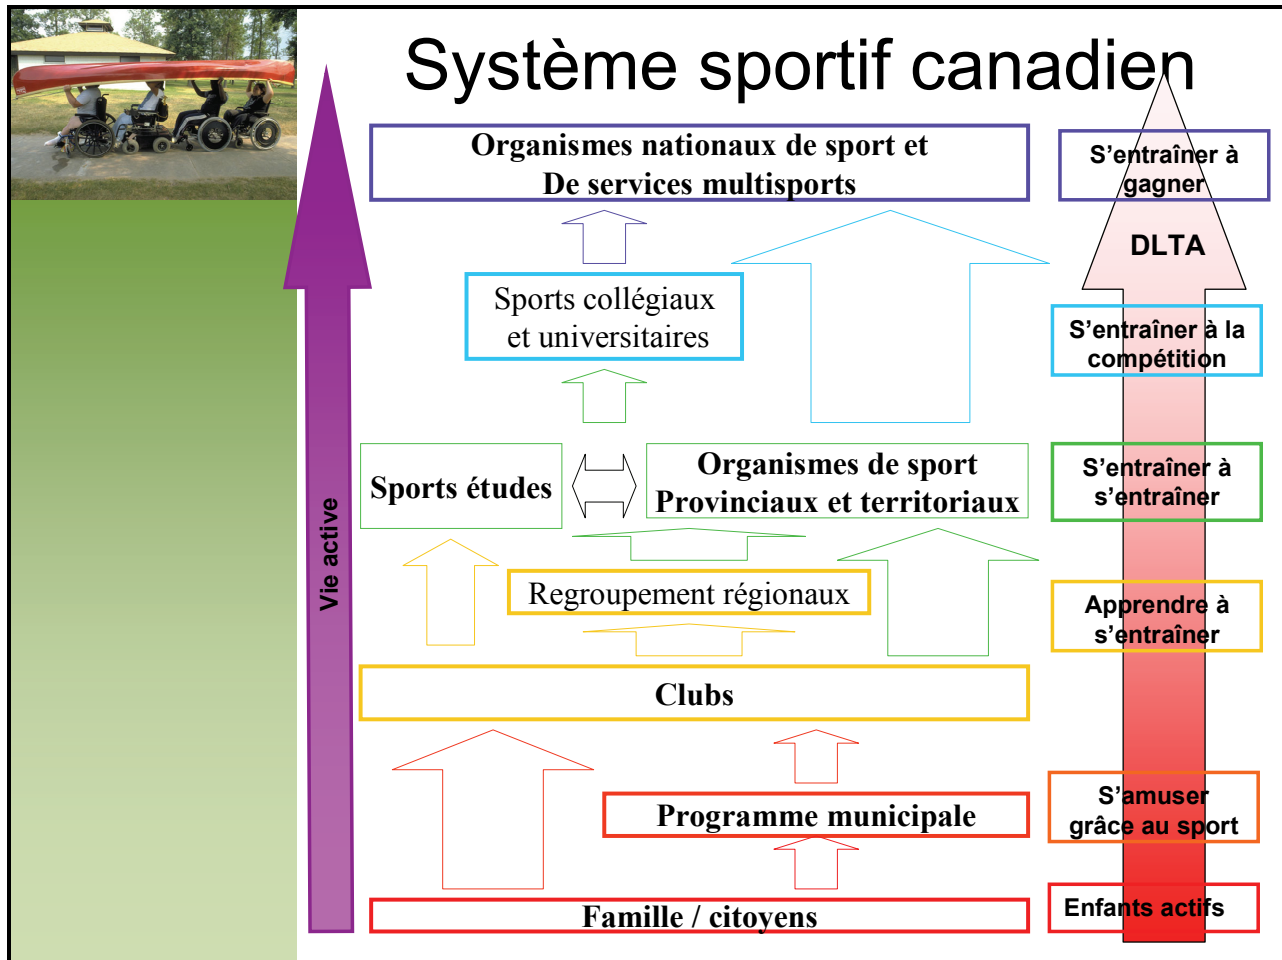 Système sportif canadien
Organismes nationaux de sport et
De services multisports
S'entraîner à
gagner
DLTA
Sports collégiaux
et universitaires
S'entraîner à la
compétition
Sports études
Organismes de sport
Provinciaux et territoriaux
S'entraîner à
s'entraîner
Vie active
Regroupement régionaux
Apprendre à
s'entraîner
Clubs
Programme municipale
S'amuser
grâce au sport
Famille / citoyens
Enfants actifs